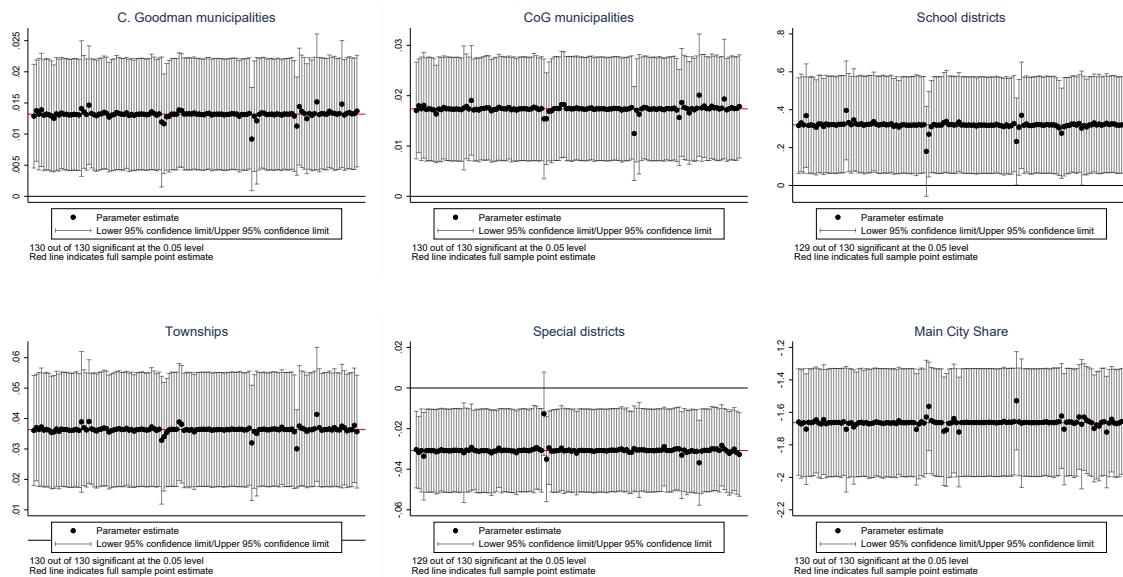 C. Goodman municipalities
.025
.02
.015
.01
.005
0
Parameter estimate
Lower 95% confidence limit/Upper 95% confidence limit
130 out of 130 significant at the 0.05 level
Red line indicates full sample point estimate
CoG municipalities
.03
.02
.01
0
Parameter estimate
Lower 95% confidence limit/Upper 95% confidence limit
130 out of 130 significant at the 0.05 level
Red line indicates full sample point estimate
School districts
.8
.6
.4
.2
0
Parameter estimate
Lower 95% confidence limit/Upper 95% confidence limit
129 out of 130 significant at the 0.05 level
Red line indicates full sample point estimate
Townships
.06
.05
.04
.03
.02
.01
Parameter estimate
Lower 95% confidence limit/Upper 95% confidence limit
130 out of 130 significant at the 0.05 level
Red line indicates full sample point estimate
Special districts
.02
0
-.02
-.04
-.06
Parameter estimate
Lower 95% confidence limit/Upper 95% confidence limit
129 out of 130 significant at the 0.05 level
Red line indicates full sample point estimate
Main City Share
-1.2
-1.4
-1.6
-1.8
-2
-2.2
Parameter estimate
Lower 95% confidence limit/Upper 95% confidence limit
130 out of 130 significant at the 0.05 level
Red line indicates full sample point estimate